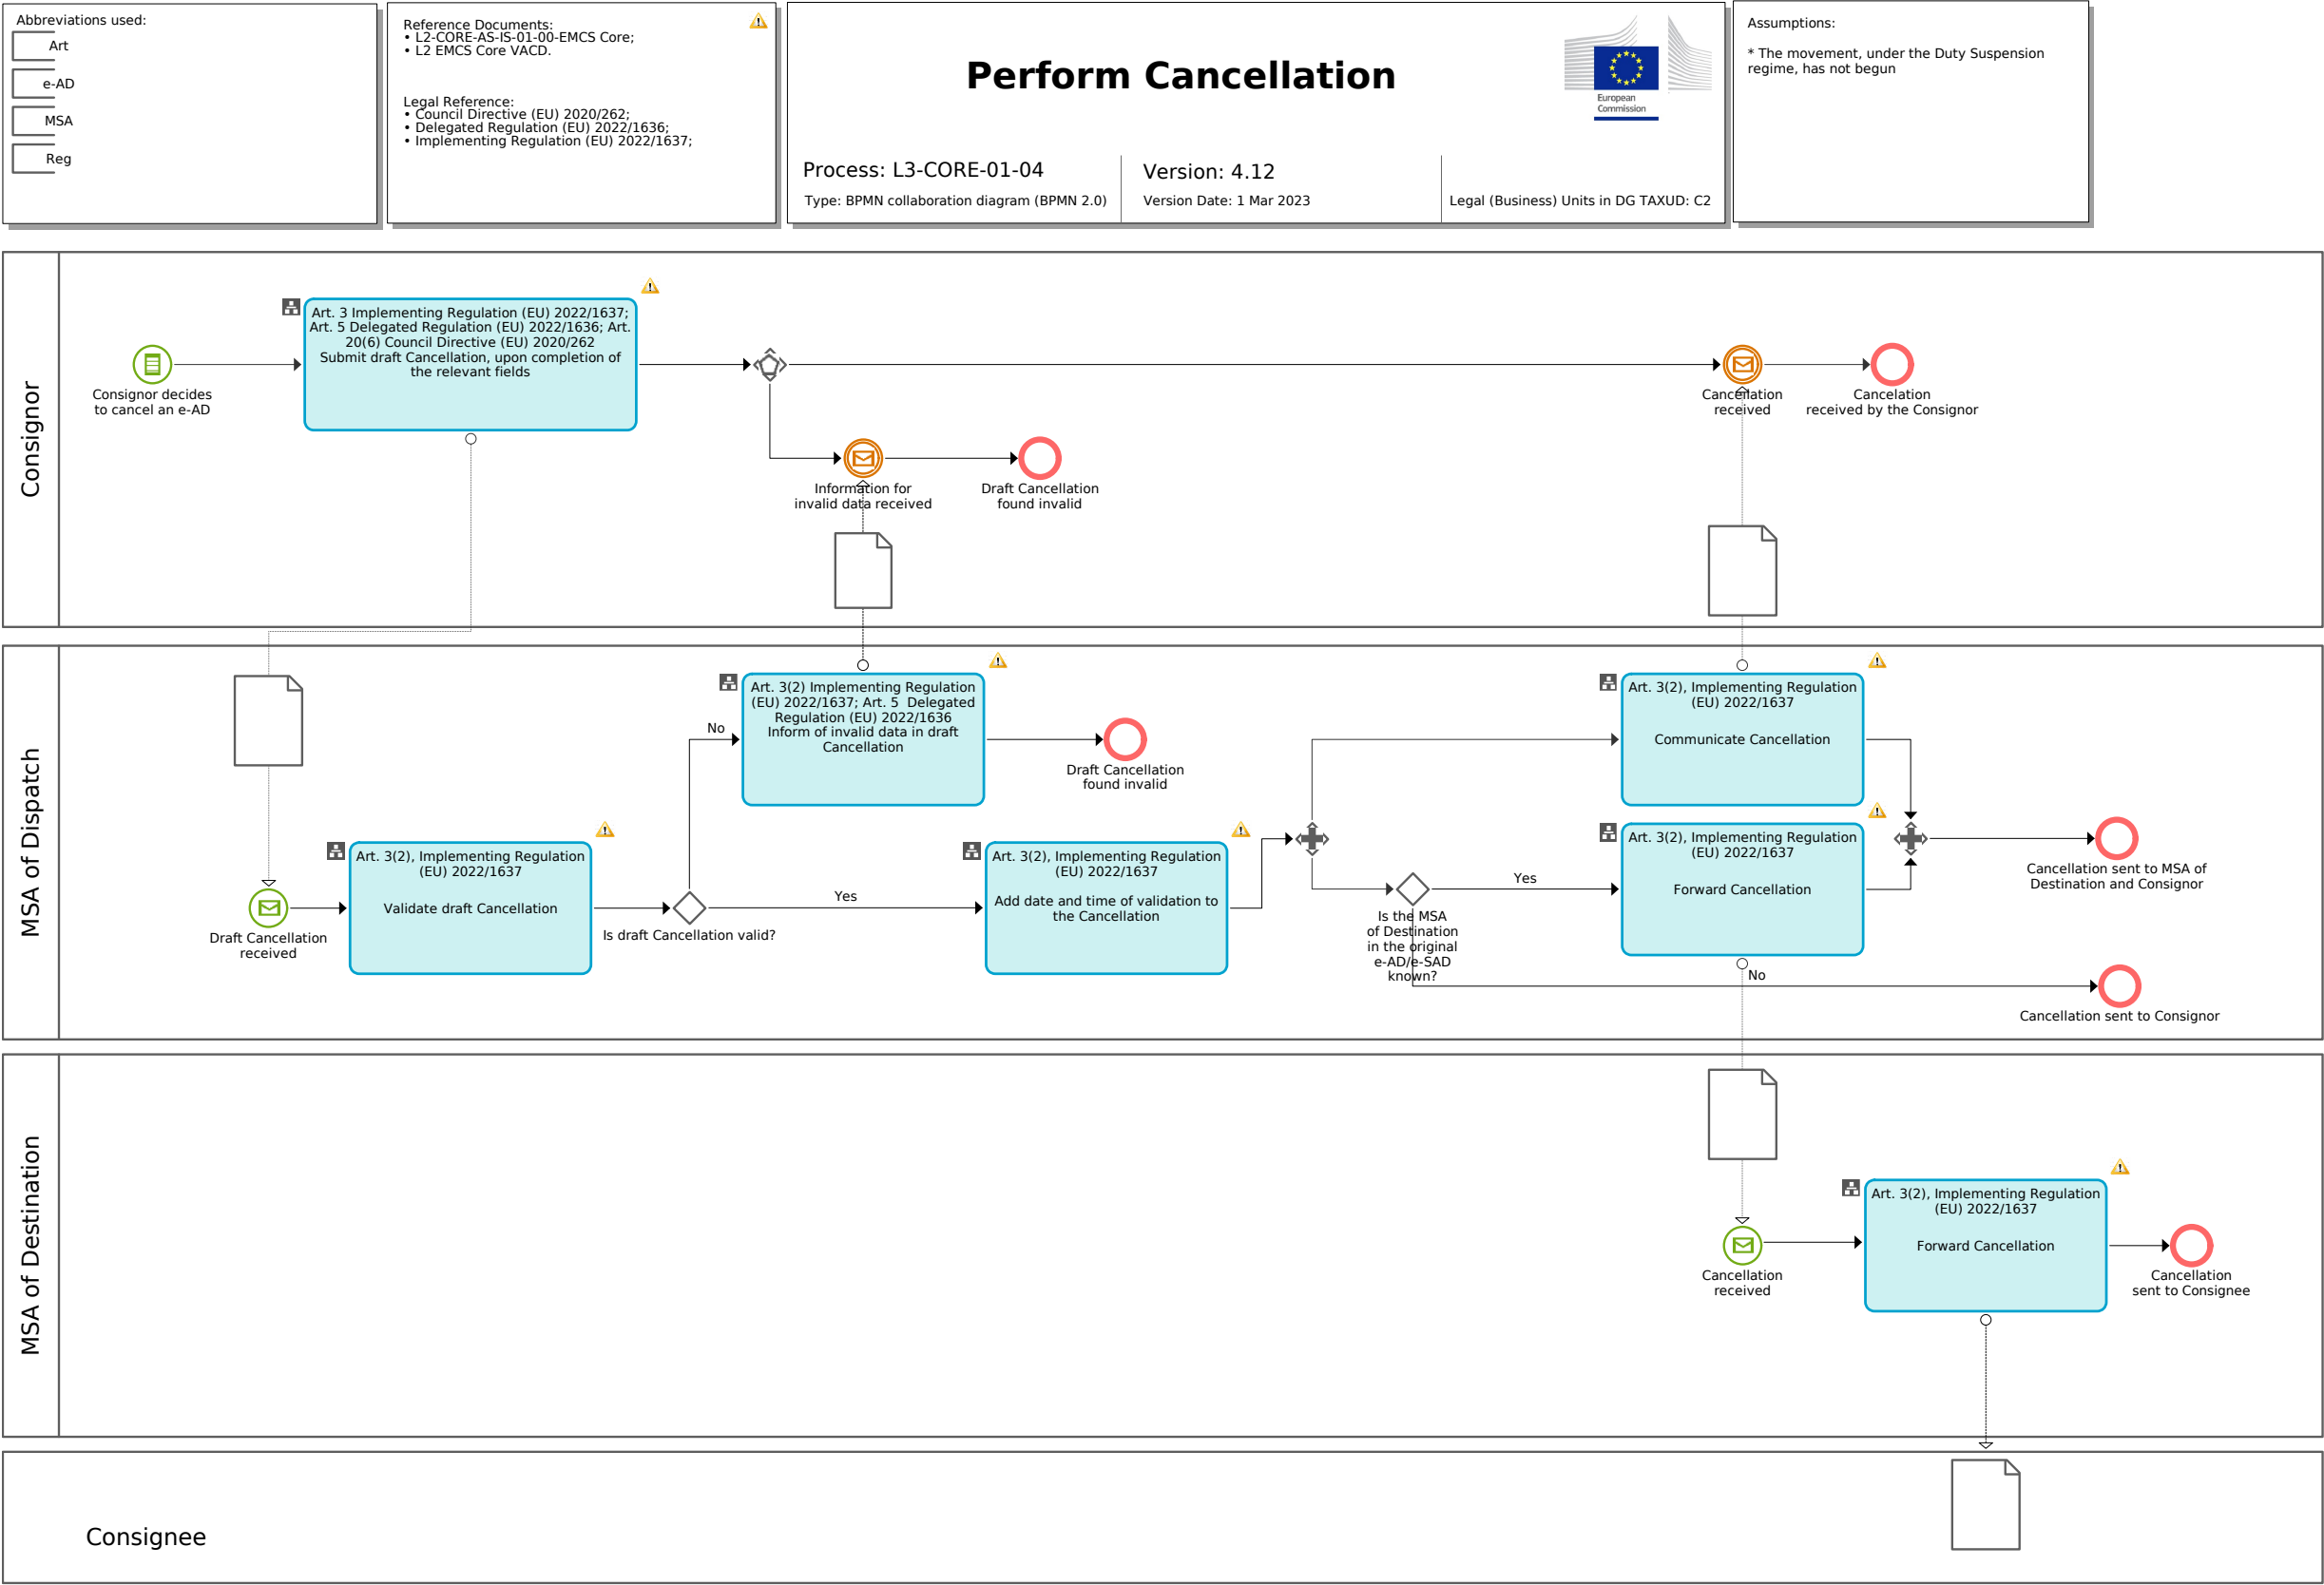 Abbreviations used:
Art
e-AD
MSA
Reg
Reference Documents:
• L2-CORE-AS-IS-01-00-EMCS Core;
• L2 EMCS Core VACD.
Legal Reference:
• Council Directive (EU) 2020/262;
• Delegated Regulation (EU) 2022/1636;
• Implementing Regulation (EU) 2022/1637;
Perform Cancellation
European
Commission
Process: L3-CORE-01-04
Version: 4.12
Type: BPMN collaboration diagram (BPMN 2.0)
Version Date: 1 Mar 2023
Legal (Business) Units in DG TAXUD: C2
Assumptions:
* The movement, under the Duty Suspension
regime, has not begun
Consignor
Consignor decides
to cancel an e-AD
Art. 3 Implementing Regulation (EU) 2022/1637;
Art. 5 Delegated Regulation (EU) 2022/1636; Art.
20(6) Council Directive (EU) 2020/262
Submit draft Cancellation, upon completion of
the relevant fields
Information for
invalid data received
Draft Cancellation
found invalid
Cancellation
received
Cancelation
received by the Consignor
MSA of Dispatch
Draft Cancellation
received
Art. 3(2), Implementing Regulation
(EU) 2022/1637
Validate draft Cancellation
Is draft Cancellation valid?
No
Art. 3(2) Implementing Regulation
(EU) 2022/1637; Art. 5  Delegated
Regulation (EU) 2022/1636
Inform of invalid data in draft
Cancellation
Draft Cancellation
found invalid
Yes
Art. 3(2), Implementing Regulation
(EU) 2022/1637
Add date and time of validation to
the Cancellation
Is the MSA
of Destination
in the original
e-AD/e-SAD
known?
Art. 3(2), Implementing Regulation
(EU) 2022/1637
Communicate Cancellation
Yes
Art. 3(2), Implementing Regulation
(EU) 2022/1637
Forward Cancellation
Cancellation sent to MSA of
Destination and Consignor
No
Cancellation sent to Consignor
MSA of Destination
Cancellation
received
Art. 3(2), Implementing Regulation
(EU) 2022/1637
Forward Cancellation
Cancellation
sent to Consignee
Consignee